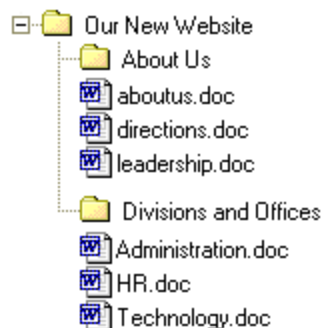 Our New Website
About Us
aboutus.doc
directions.doc
leadership.doc
Divisions and Offices
Administration.doc
HR.doc
Technology.doc